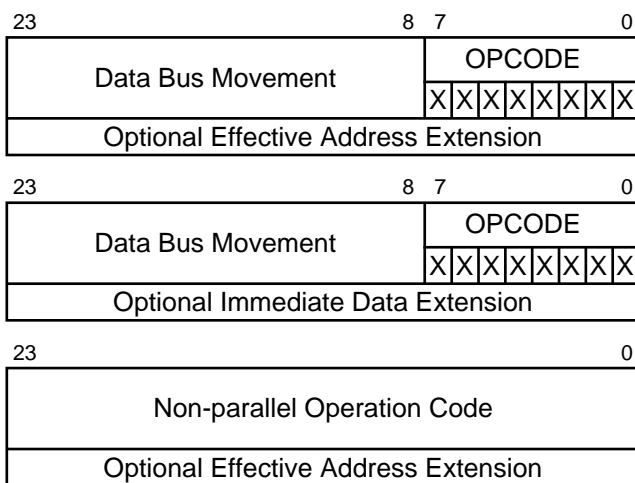 23 8 7 0
OPCODE
Data Bus Movement
X X X X X X X X
Optional Effective Address Extension
23 8 7 0
OPCODE
Data Bus Movement
X X X X X X X X
Optional Immediate Data Extension
23 0
Non-parallel Operation Code
Optional Effective Address Extension